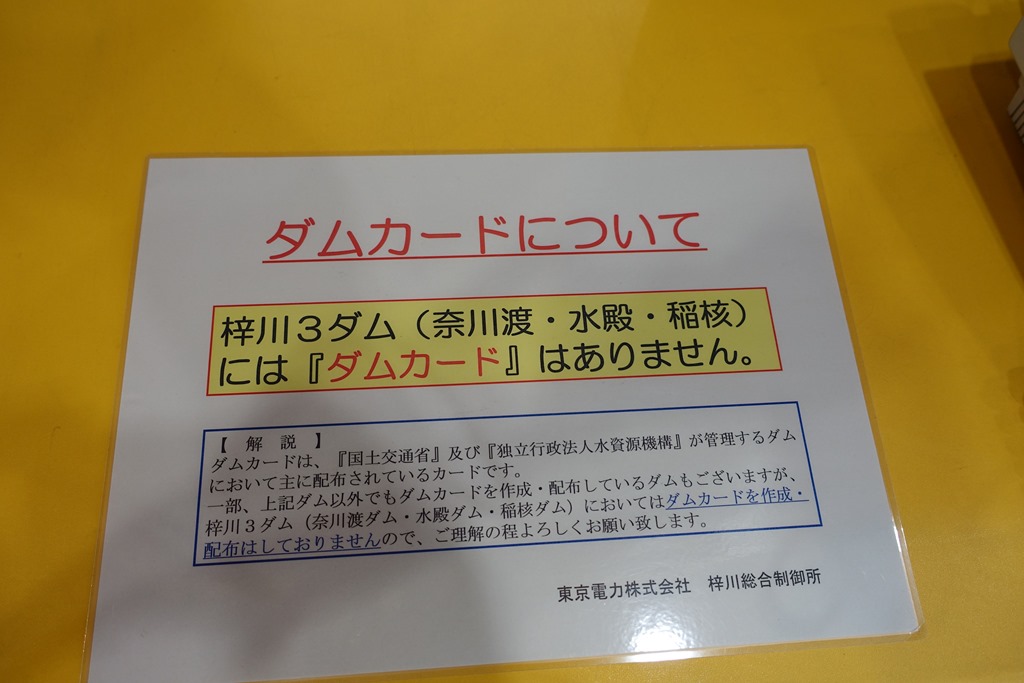 ダムカードについて
梓川３ダム（奈川渡・水殿・稲核）
には『ダムカード』はありません。
【 解 説 】
ダムカードは、『国土交通省』及び『独立行政法人水資源機構』が管理するダム
において主に配布されているカードです。
一部、上記ダム以外でもダムカードを作成・配布しているダムもございますが、
梓川３ダム（奈川渡ダム・水殿ダム・稲核ダム）においてはダムカードを作成・
配布はしておりませんので、ご理解の程よろしくお願い致します。
東京電力株式会社 梓川総合制御所